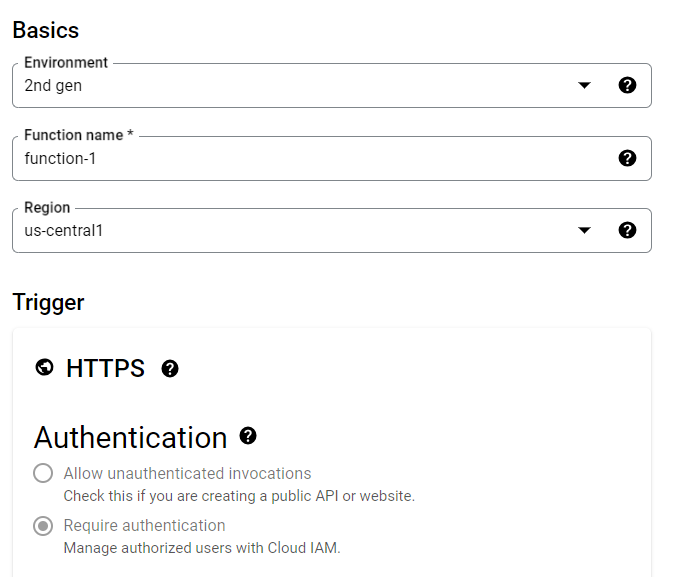 Basics
Environment
2nd gen
Function name *
function-1
Region
us-central1
Trigger
HTTPS
Authentication
Allow unauthenticated invocations
Check this if you are creating a public API or website.
Require authentication
Manage authorized users with Cloud IAM.